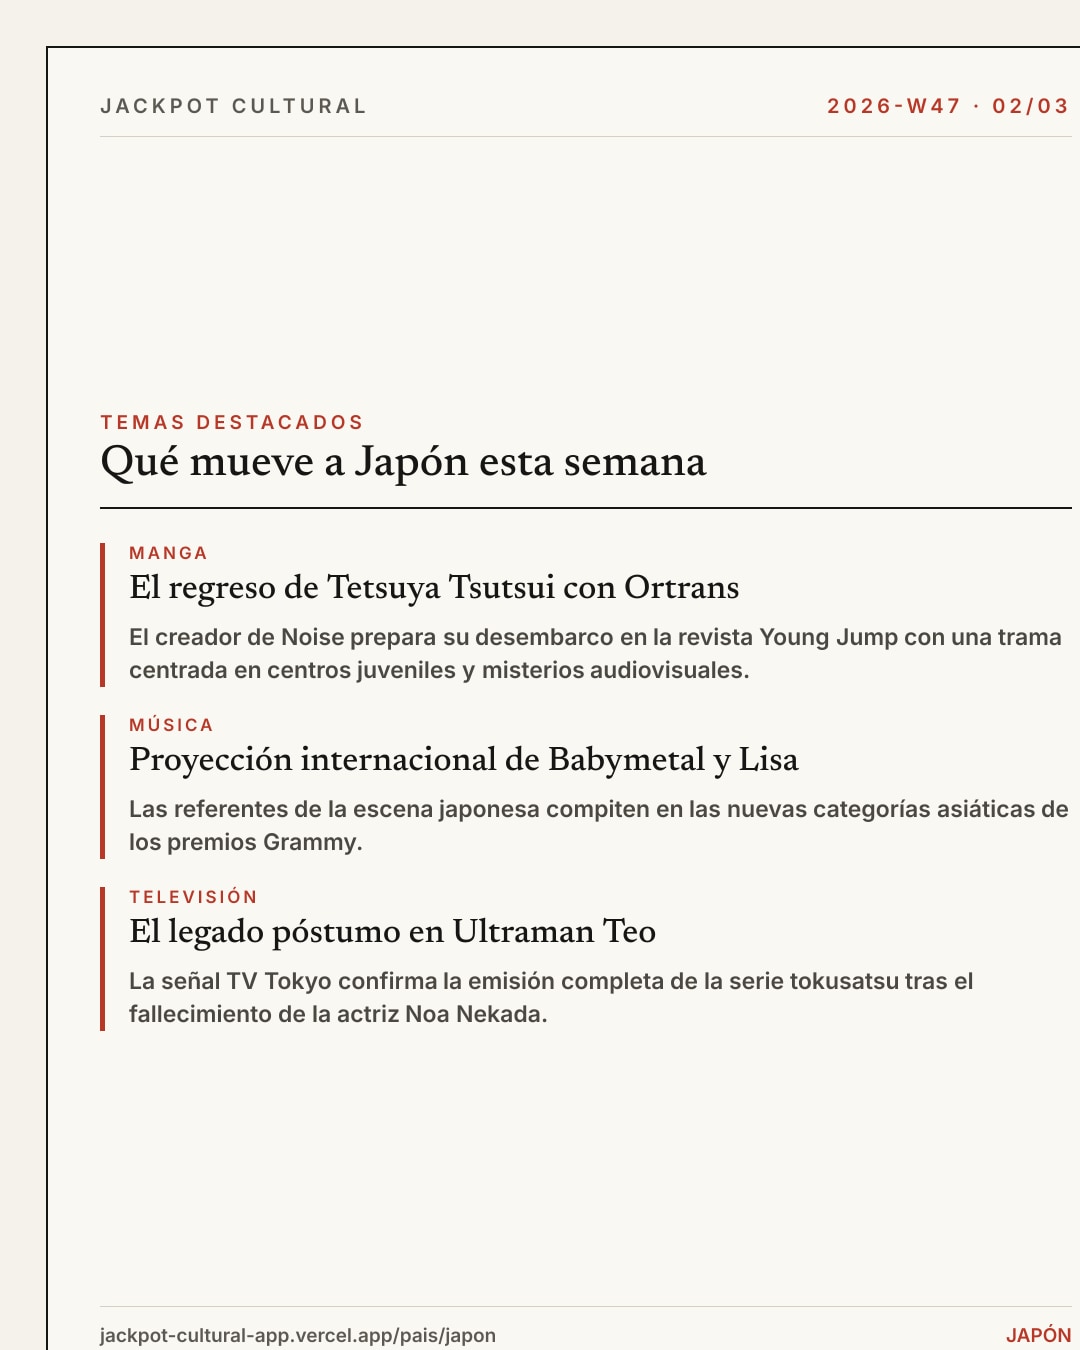 JACKPOT CULTURAL
2026-W47 · 02/03
TEMAS DESTACADOS
Qué mueve a Japón esta semana
MANGA
El regreso de Tetsuya Tsutsui con Ortrans
El creador de Noise prepara su desembarco en la revista Young Jump con una trama
centrada en centros juveniles y misterios audiovisuales.
MÚSICA
Proyección internacional de Babymetal y Lisa
Las referentes de la escena japonesa compiten en las nuevas categorías asiáticas de
los premios Grammy.
TELEVISIÓN
El legado póstumo en Ultraman Teo
La señal TV Tokyo confirma la emisión completa de la serie tokusatsu tras el
fallecimiento de la actriz Noa Nekada.
jackpot-cultural-app.vercel.app/pais/japon
JAPÓN